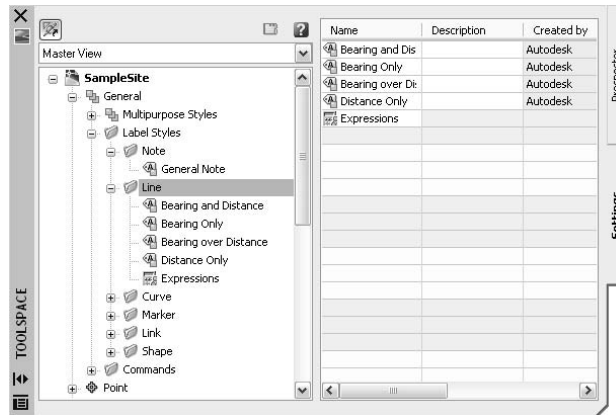 Master View
SampleSite
General
Multipurpose Styles
Label Styles
Note
General Note
Line
Bearing and Distance
Bearing Only
Bearing over Distance
Distance Only
Expressions
Curve
Marker
Link
Shape
Commands
Point
Name Description Created by
Bearing and Dis Autodesk
Bearing Only Autodesk
Bearing over Di: Autodesk
Distance Only Autodesk
Expressions
Prospector
Settings
TOOLSPACE